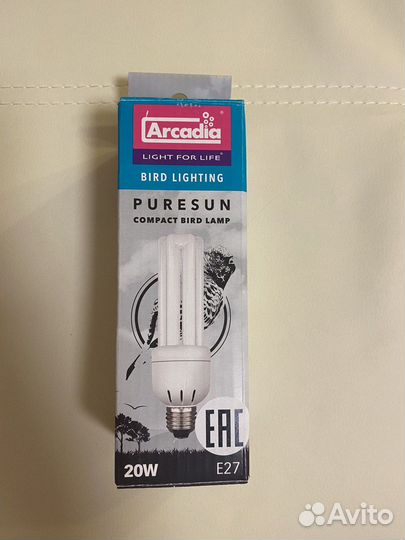 Arcadia
LIGHT FOR LIFE®
BIRD LIGHTING
PURESUN
COMPACT BIRD LAMP
EAC
20W
E27
Avito